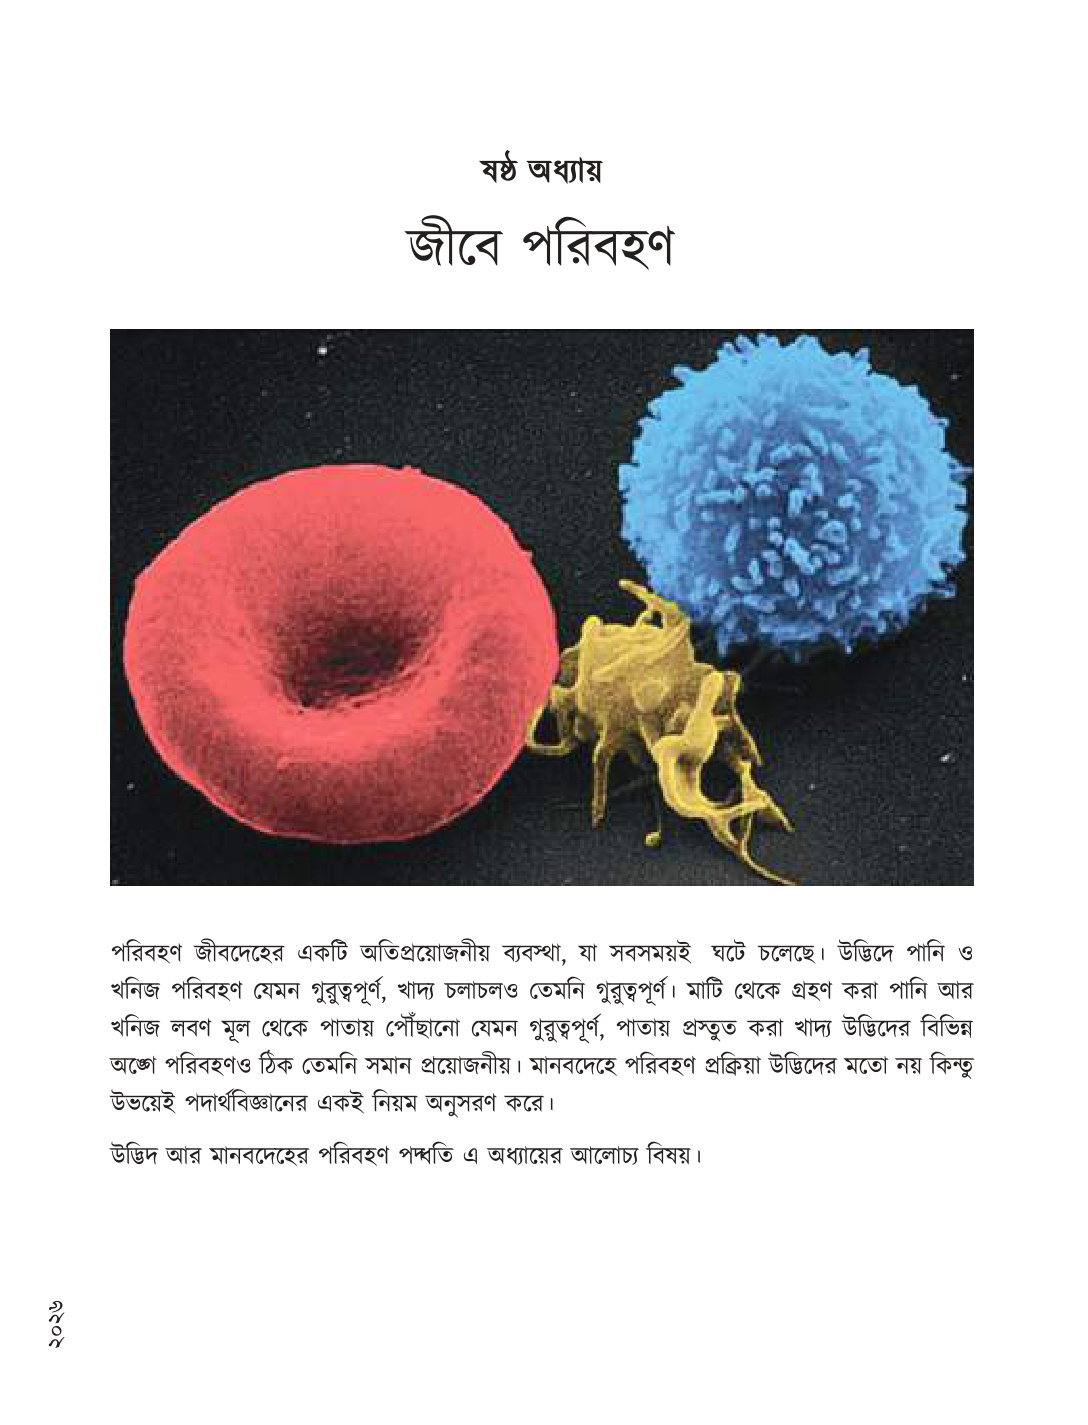 ষষ্ঠ অধ্যায়
জীবে পরিবহণ
পরিবহণ জীবদেহের একটি অতিপ্রয়োজনীয় ব্যবস্থা, যা সবসময়ই ঘটে চলেছে। উদ্ভিদে পানি ও
খনিজ পরিবহণ যেমন গুরুত্বপূর্ণ, খাদ্য চলাচলও তেমনি গুরুত্বপূর্ণ। মাটি থেকে গ্রহণ করা পানি আর
খনিজ লবণ মূল থেকে পাতায় পৌঁছানো যেমন গুরুত্বপূর্ণ, পাতায় প্রস্তুত করা খাদ্য উদ্ভিদের বিভিন্ন
অঙ্গে পরিবহণও ঠিক তেমনি সমান প্রয়োজনীয়। মানবদেহে পরিবহণ প্রক্রিয়া উদ্ভিদের মতো নয় কিন্তু
উভয়েই পদার্থবিজ্ঞানের একই নিয়ম অনুসরণ করে।
উদ্ভিদ আর মানবদেহের পরিবহণ পদ্ধতি এ অধ্যায়ের আলোচ্য বিষয়।
২০২৬